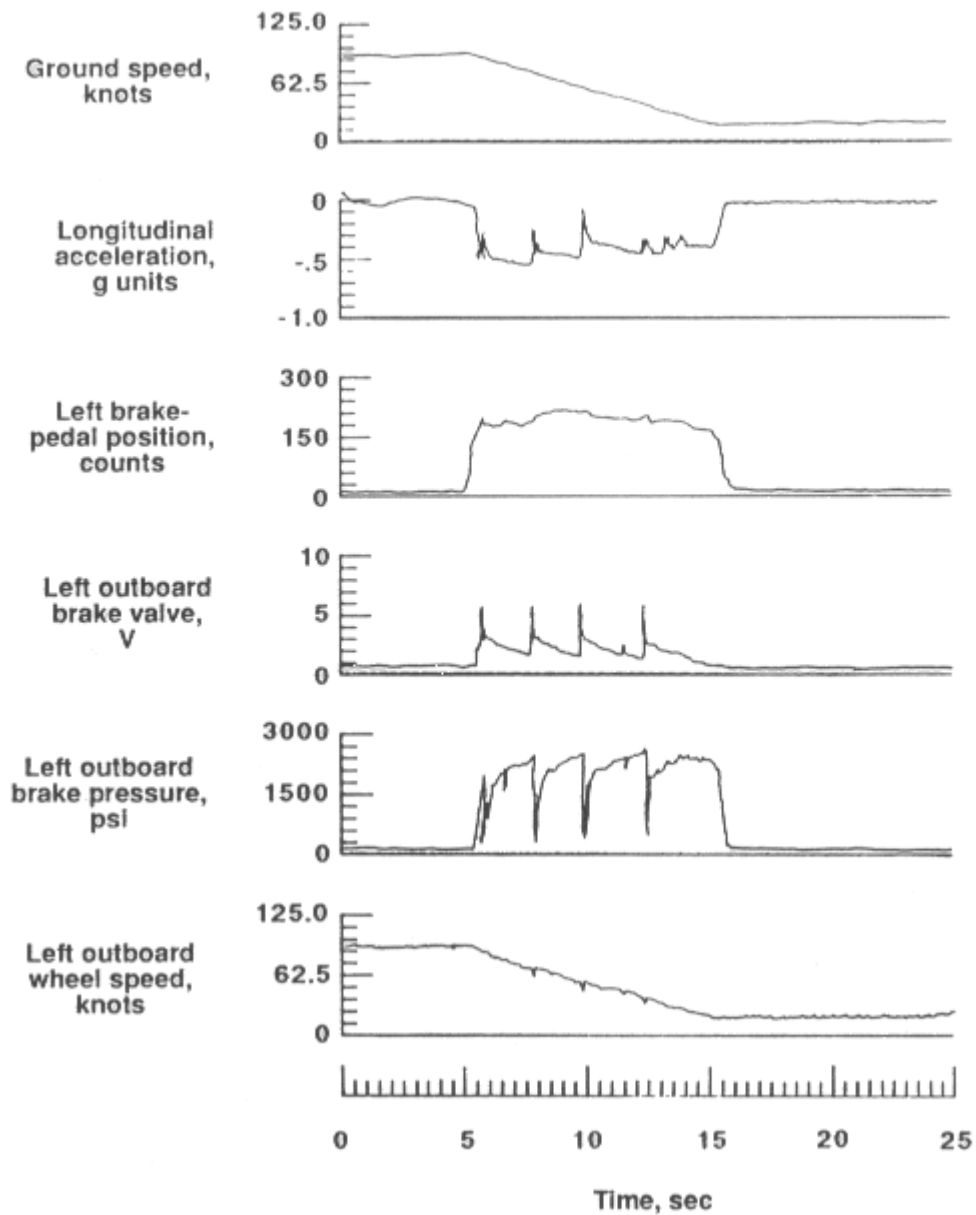 125.0
Ground speed,
knots
62.5
0
0
Longitudinal
acceleration,
g units
-.5
-1.0
300
Left brake-
pedal position,
counts
150
0
10
Left outboard
brake valve,
V
5
0
3000
Left outboard
brake pressure,
psi
1500
0
125.0
Left outboard
wheel speed,
knots
62.5
0
0 5 10 15 20 25
Time, sec